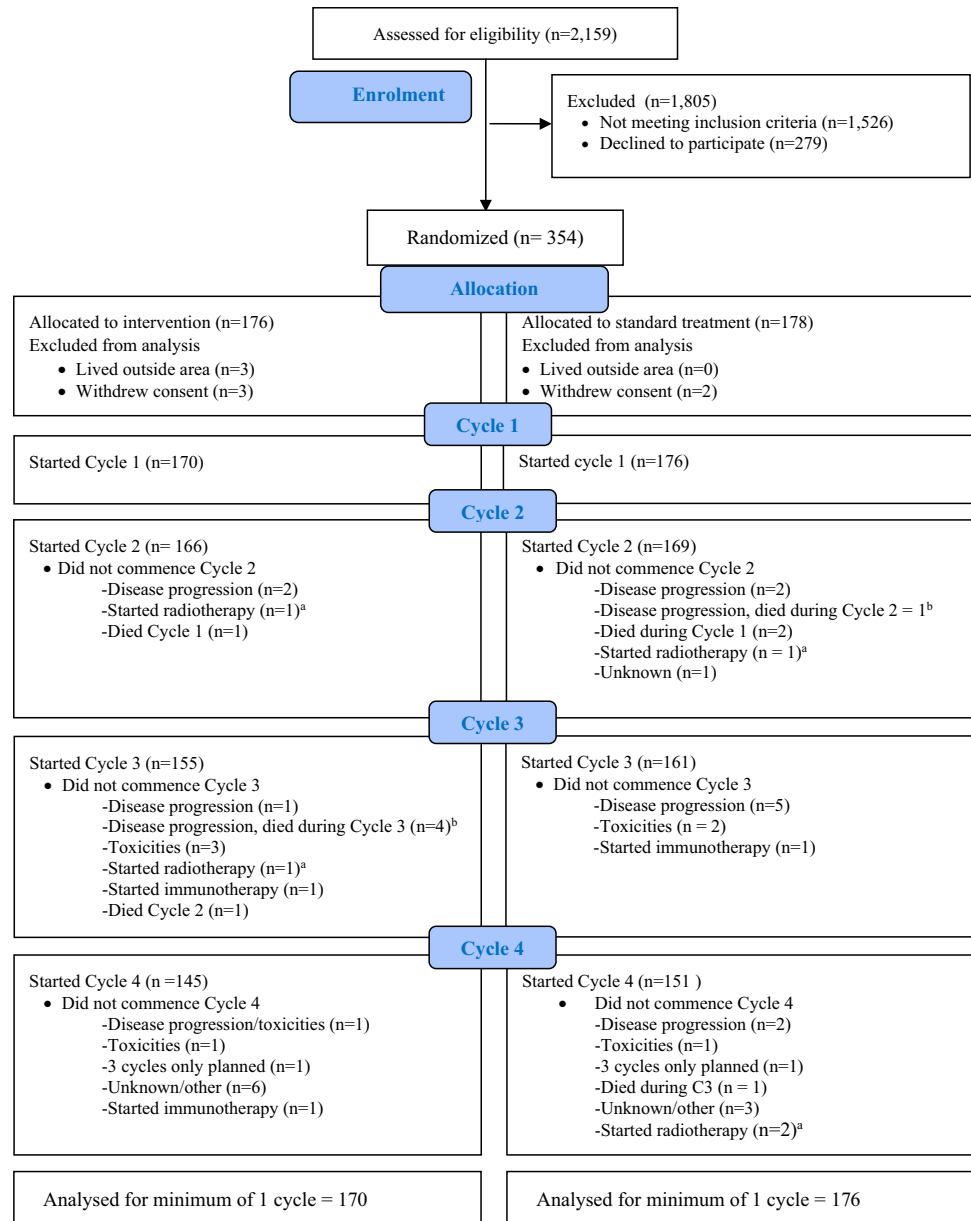 Assessed for eligibility (n=2,159)
Enrolment
Excluded  (n=1,805)
• Not meeting inclusion criteria (n=1,526)
• Declined to participate (n=279)
Randomized (n= 354)
Allocation
Allocated to intervention (n=176)
Excluded from analysis
• Lived outside area (n=3)
• Withdrew consent (n=3)
Allocated to standard treatment (n=178)
Excluded from analysis
• Lived outside area (n=0)
• Withdrew consent (n=2)
Cycle 1
Started Cycle 1 (n=170)
Started cycle 1 (n=176)
Cycle 2
Started Cycle 2 (n= 166)
• Did not commence Cycle 2
-Disease progression (n=2)
-Started radiotherapy (n=1)ᵃ
-Died Cycle 1 (n=1)
Started Cycle 2 (n=169)
• Did not commence Cycle 2
-Disease progression (n=2)
-Disease progression, died during Cycle 2 = 1ᵇ
-Died during Cycle 1 (n=2)
-Started radiotherapy (n = 1)ᵃ
-Unknown (n=1)
Cycle 3
Started Cycle 3 (n=155)
• Did not commence Cycle 3
-Disease progression (n=1)
-Disease progression, died during Cycle 3 (n=4)ᵇ
-Toxicities (n=3)
-Started radiotherapy (n=1)ᵃ
-Started immunotherapy (n=1)
-Died Cycle 2 (n=1)
Started Cycle 3 (n=161)
• Did not commence Cycle 3
-Disease progression (n=5)
-Toxicities (n = 2)
-Started immunotherapy (n=1)
Cycle 4
Started Cycle 4 (n =145)
• Did not commence Cycle 4
-Disease progression/toxicities (n=1)
-Toxicities (n=1)
-3 cycles only planned (n=1)
-Unknown/other (n=6)
-Started immunotherapy (n=1)
Started Cycle 4 (n=151 )
• Did not commence Cycle 4
-Disease progression (n=2)
-Toxicities (n=1)
-3 cycles only planned (n=1)
-Died during C3 (n = 1)
-Unknown/other (n=3)
-Started radiotherapy (n=2)ᵃ
Analysed for minimum of 1 cycle = 170
Analysed for minimum of 1 cycle = 176